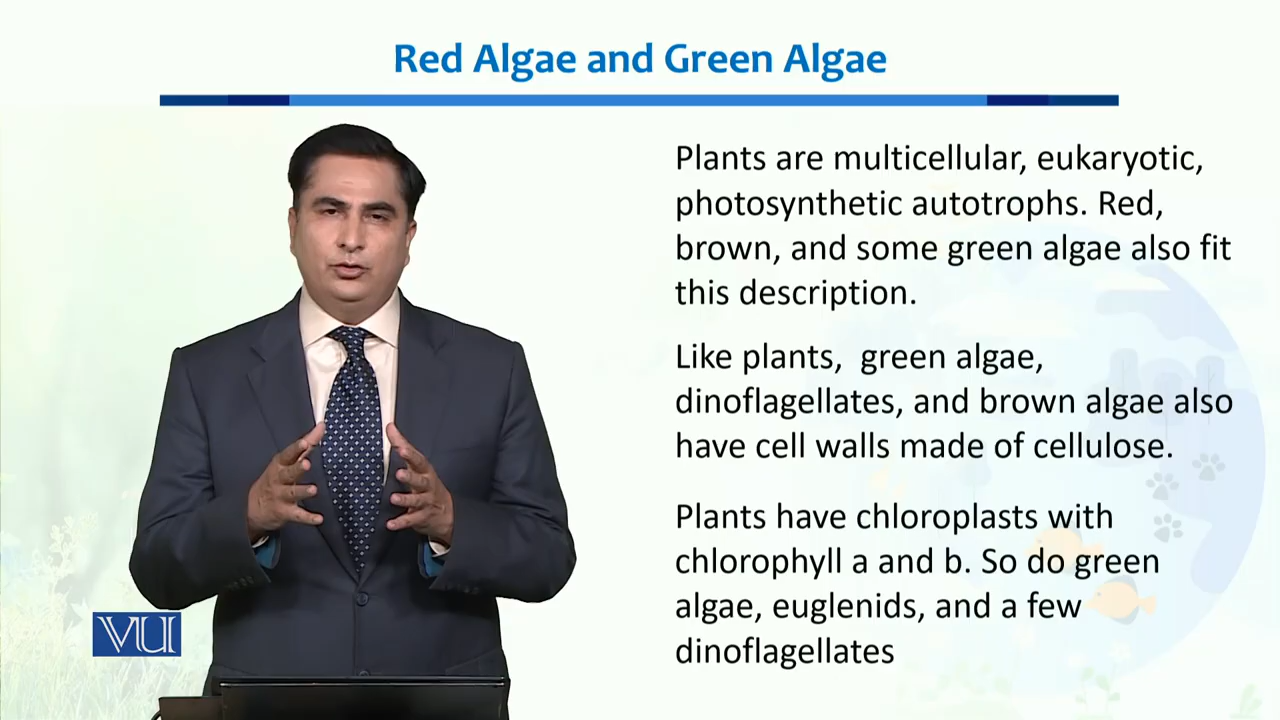 Red Algae and Green Algae
Plants are multicellular, eukaryotic,
photosynthetic autotrophs. Red,
brown, and some green algae also fit
this description.
Like plants,  green algae,
dinoflagellates, and brown algae also
have cell walls made of cellulose.
Plants have chloroplasts with
chlorophyll a and b. So do green
algae, euglenids, and a few
dinoflagellates
VU